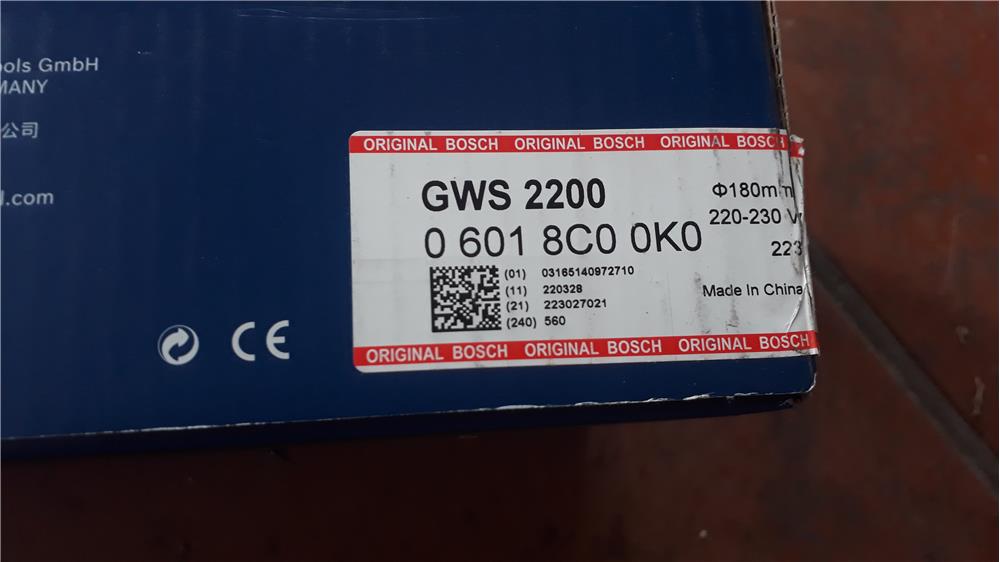 ools GmbH
MANY
公司
l.com
ORIGINAL BOSCH ORIGINAL BOSCH ORIGINAL BOSCH
GWS 2200
Φ180mm
0 601 8C0 0K0
220-230 V
223
(01) 03165140972710
(11) 220328
(21) 223027021
(240) 560
Made In China
CE
ORIGINAL BOSCH ORIGINAL BOSCH ORIGINAL BOSCH